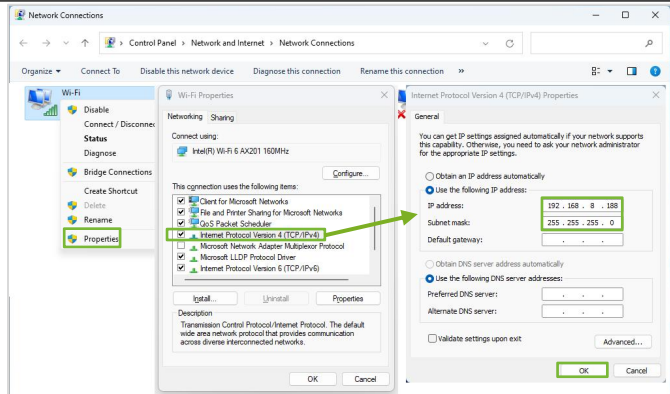 Network Connections
Control Panel > Network and Internet > Network Connections
Organize Connect To Disable this network device Diagnose this connection Rename this connection »
Wi-Fi
Disable
Connect / Disconnec
Status
Diagnose
Bridge Connections
Create Shortcut
Delete
Rename
Properties
Wi-Fi Properties
Networking Sharing
Connect using:
Intel(R) Wi-Fi 6 AX201 160MHz
Configure...
This connection uses the following items:
Client for Microsoft Networks
File and Printer Sharing for Microsoft Networks
QoS Packet Scheduler
Internet Protocol Version 4 (TCP/IPv4)
Microsoft Network Adapter Multiplexor Protocol
Microsoft LLDP Protocol Driver
Internet Protocol Version 6 (TCP/IPv6)
Install... Uninstall Properties
Description
Transmission Control Protocol/Internet Protocol. The default
wide area network protocol that provides communication
across diverse interconnected networks.
OK Cancel
Internet Protocol Version 4 (TCP/IPv4) Properties
General
You can get IP settings assigned automatically if your network supports
this capability. Otherwise, you need to ask your network administrator
for the appropriate IP settings.
Obtain an IP address automatically
Use the following IP address:
IP address: 192 . 168 . 8 . 188
Subnet mask: 255 . 255 . 255 . 0
Default gateway: . . .
Obtain DNS server address automatically
Use the following DNS server addresses:
Preferred DNS server: . . .
Alternate DNS server: . . .
Validate settings upon exit Advanced...
OK Cancel